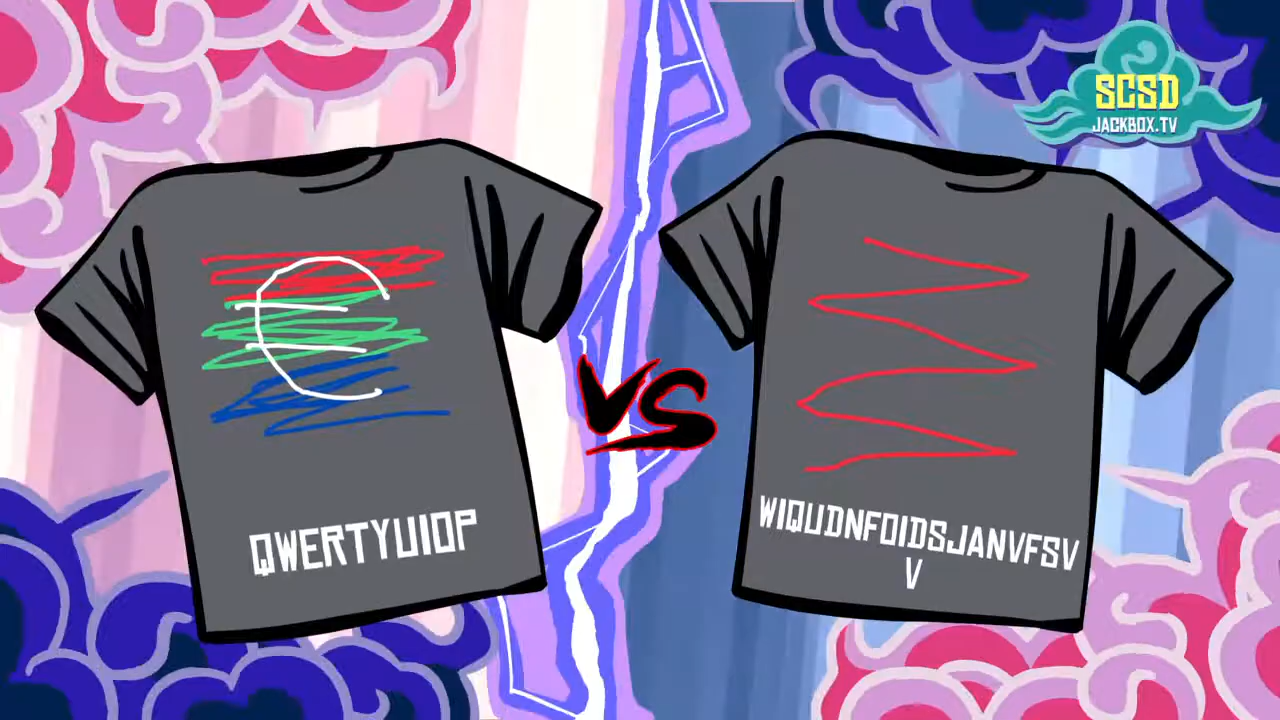 SCSD
JACKBOX.TV
€
VS
QWERTYUIOP
WIQUDNFOIDSJANVFSV
V